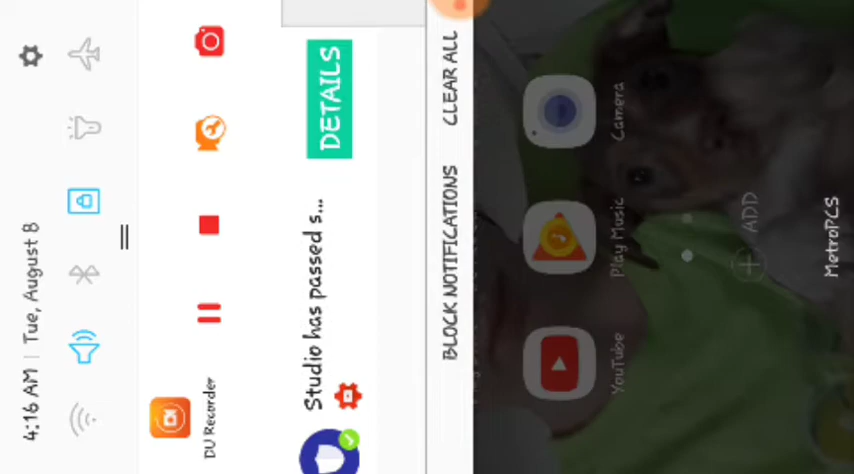 4:16 AM | Tue, August 8
DU Recorder
Studio has passed s...
DETAILS
BLOCK NOTIFICATIONS
CLEAR ALL
YouTube
Play Music
Camera
ADD
MetroPCS